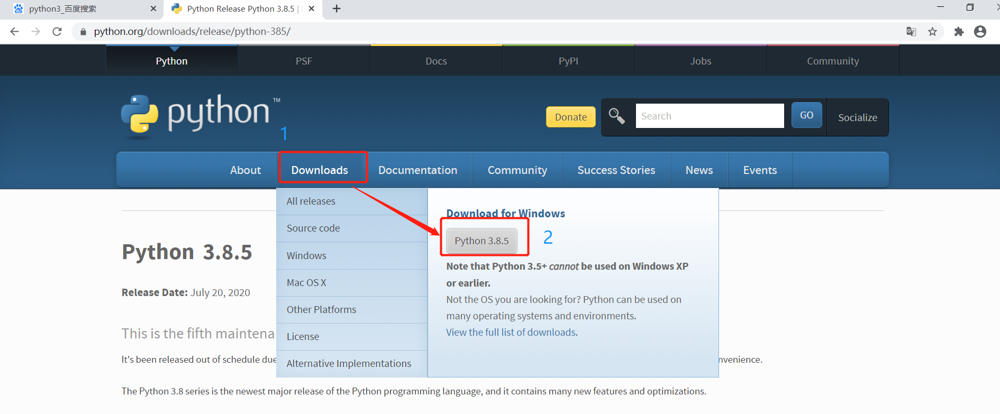 python3_百度搜索
Python Release Python 3.8.5 |
python.org/downloads/release/python-385/
Python
PSF
Docs
PyPI
Jobs
Community
python™
1
Donate
Search
GO
Socialize
About
Downloads
Documentation
Community
Success Stories
News
Events
All releases
Source code
Windows
Mac OS X
Other Platforms
License
Alternative Implementations
Download for Windows
Python 3.8.5
2
Note that Python 3.5+ cannot be used on Windows XP
or earlier.
Not the OS you are looking for? Python can be used on
many operating systems and environments.
View the full list of downloads.
Python 3.8.5
Release Date: July 20, 2020
This is the fifth maintena
It's been released out of schedule due
nvenience.
The Python 3.8 series is the newest major release of the Python programming language, and it contains many new features and optimizations.